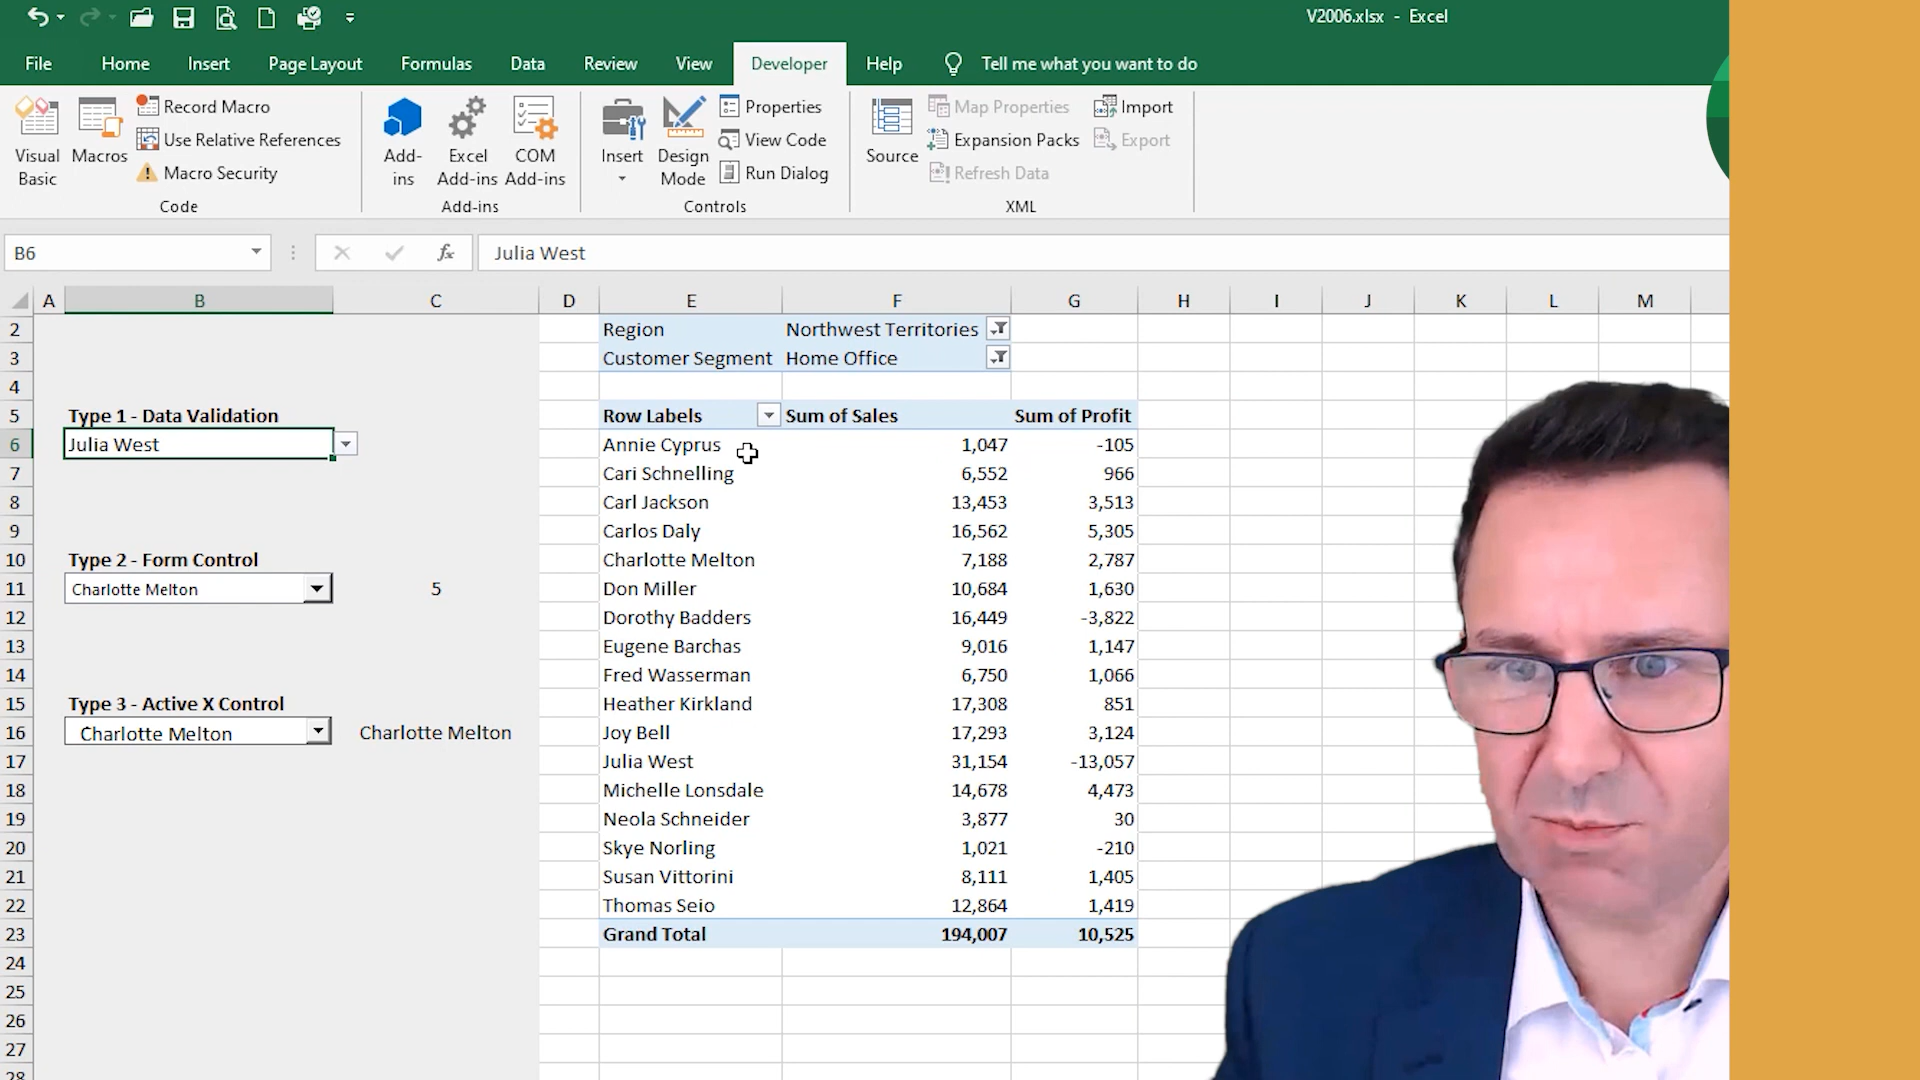 V2006.xlsx - Excel
File Home Insert Page Layout Formulas Data Review View Developer Help Tell me what you want to do
Visual Basic
Macros
Record Macro
Use Relative References
Macro Security
Code
Add-ins
Excel Add-ins
COM Add-ins
Add-ins
Insert
Design Mode
Properties
View Code
Run Dialog
Controls
Source
Map Properties
Expansion Packs
Refresh Data
Import
Export
XML
B6 fx Julia West
A B C D E F G H I J K L M
2 Region Northwest Territories
3 Customer Segment Home Office
4
5 Type 1 - Data Validation Row Labels Sum of Sales Sum of Profit
6 Julia West Annie Cyprus 1,047 -105
7 Cari Schnelling 6,552 966
8 Carl Jackson 13,453 3,513
9 Carlos Daly 16,562 5,305
10 Type 2 - Form Control Charlotte Melton 7,188 2,787
11 Charlotte Melton 5 Don Miller 10,684 1,630
12 Dorothy Badders 16,449 -3,822
13 Eugene Barchas 9,016 1,147
14 Fred Wasserman 6,750 1,066
15 Type 3 - Active X Control Heather Kirkland 17,308 851
16 Charlotte Melton Charlotte Melton Joy Bell 17,293 3,124
17 Julia West 31,154 -13,057
18 Michelle Lonsdale 14,678 4,473
19 Neola Schneider 3,877 30
20 Skye Norling 1,021 -210
21 Susan Vittorini 8,111 1,405
22 Thomas Seio 12,864 1,419
23 Grand Total 194,007 10,525
24
25
26
27
28